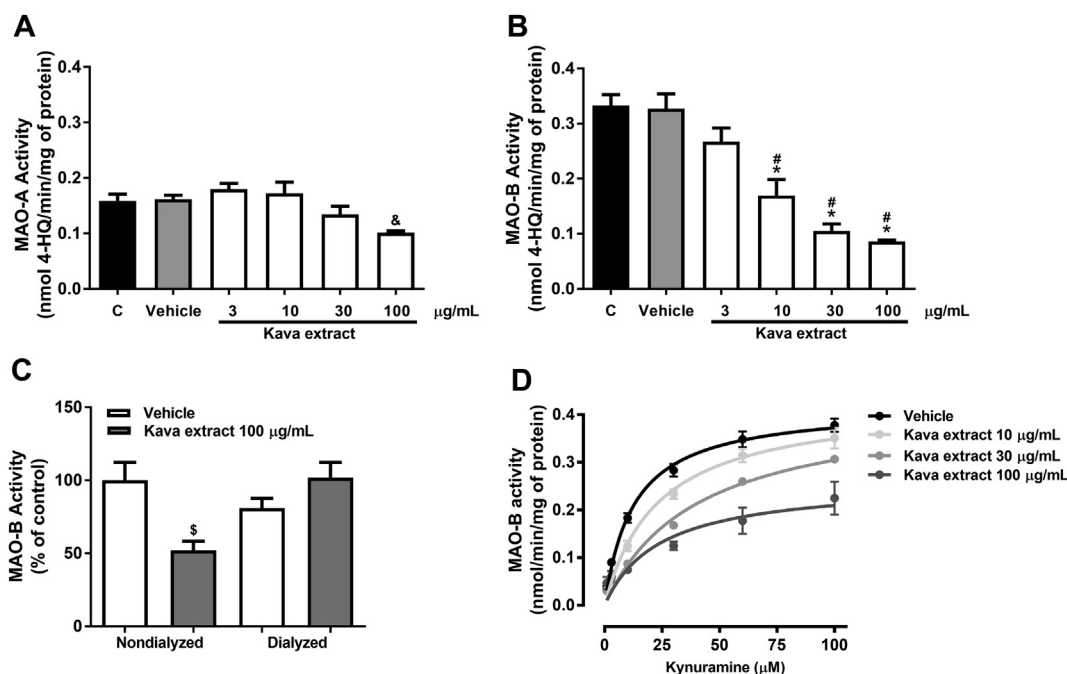 A
MAO-A Activity
(nmol 4-HQ/min/mg of protein)
0.4
0.3
0.2
0.1
0.0
&
C Vehicle 3 10 30 100 μg/mL
Kava extract
B
MAO-B Activity
(nmol 4-HQ/min/mg of protein)
0.4
0.3
0.2
0.1
0.0
# # #
* * *
C Vehicle 3 10 30 100 μg/mL
Kava extract
C
Vehicle
Kava extract 100 μg/mL
MAO-B Activity
(% of control)
150
100
50
0
$
Nondialyzed Dialyzed
D
MAO-B activity
(nmol/min/mg of protein)
0.4
0.3
0.2
0.1
0.0
0 25 50 75 100
Kynuramine (μM)
Vehicle
Kava extract 10 μg/mL
Kava extract 30 μg/mL
Kava extract 100 μg/mL